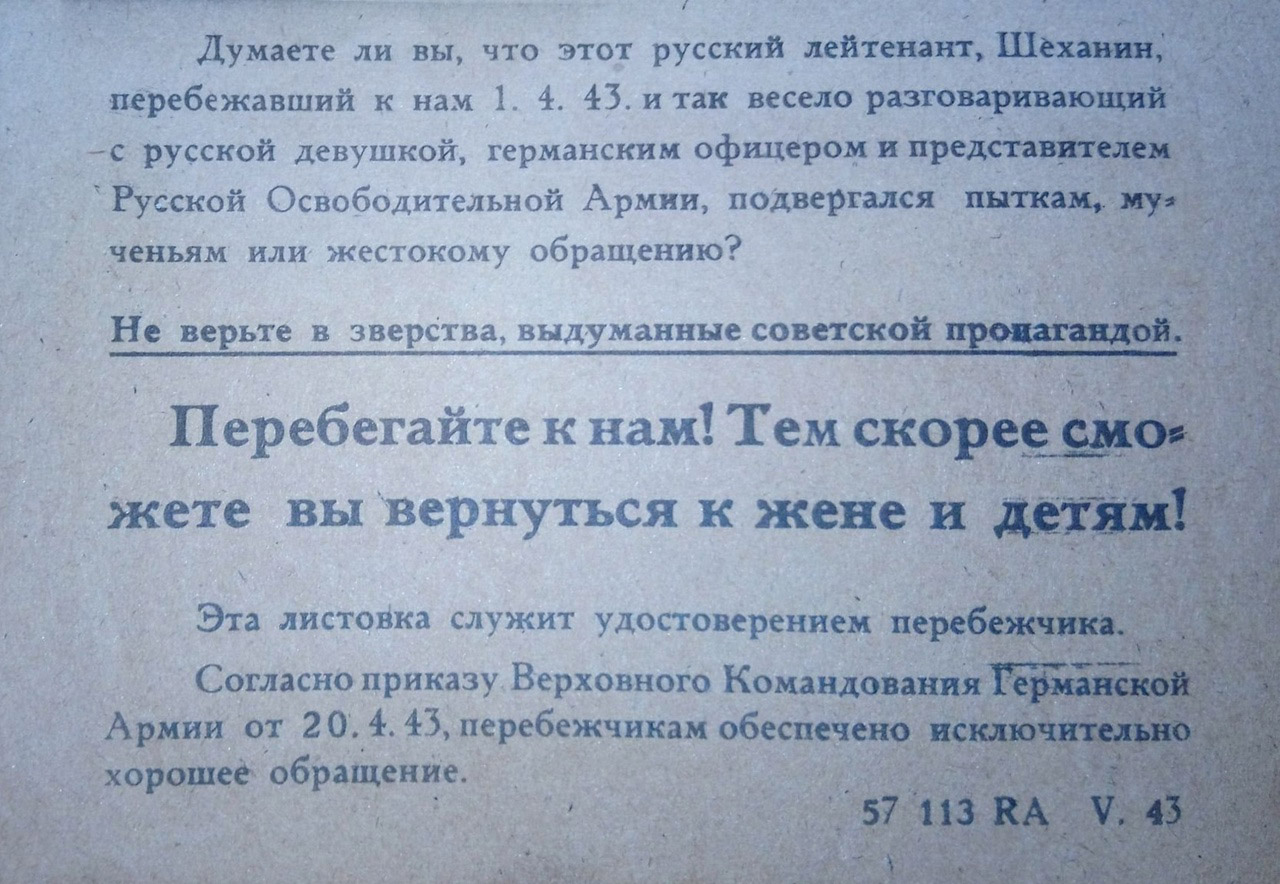 Думаете ли вы, что этот русский лейтенант, Шеханин,
перебежавший к нам 1. 4. 43. и так весело разговаривающий
с русской девушкой, германским офицером и представителем
Русской Освободительной Армии, подвергался пыткам, му-
ченьям или жестокому обращению?
Не верьте в зверства, выдуманные советской пропагандой.
Перебегайте к нам! Тем скорее смо-
жете вы вернуться к жене и детям!
Эта листовка служит удостоверением перебежчика.
Согласно приказу Верховного Командования Германской
Армии от 20. 4. 43, перебежчикам обеспечено исключительно
хорошее обращение.
57 113 RA V. 43